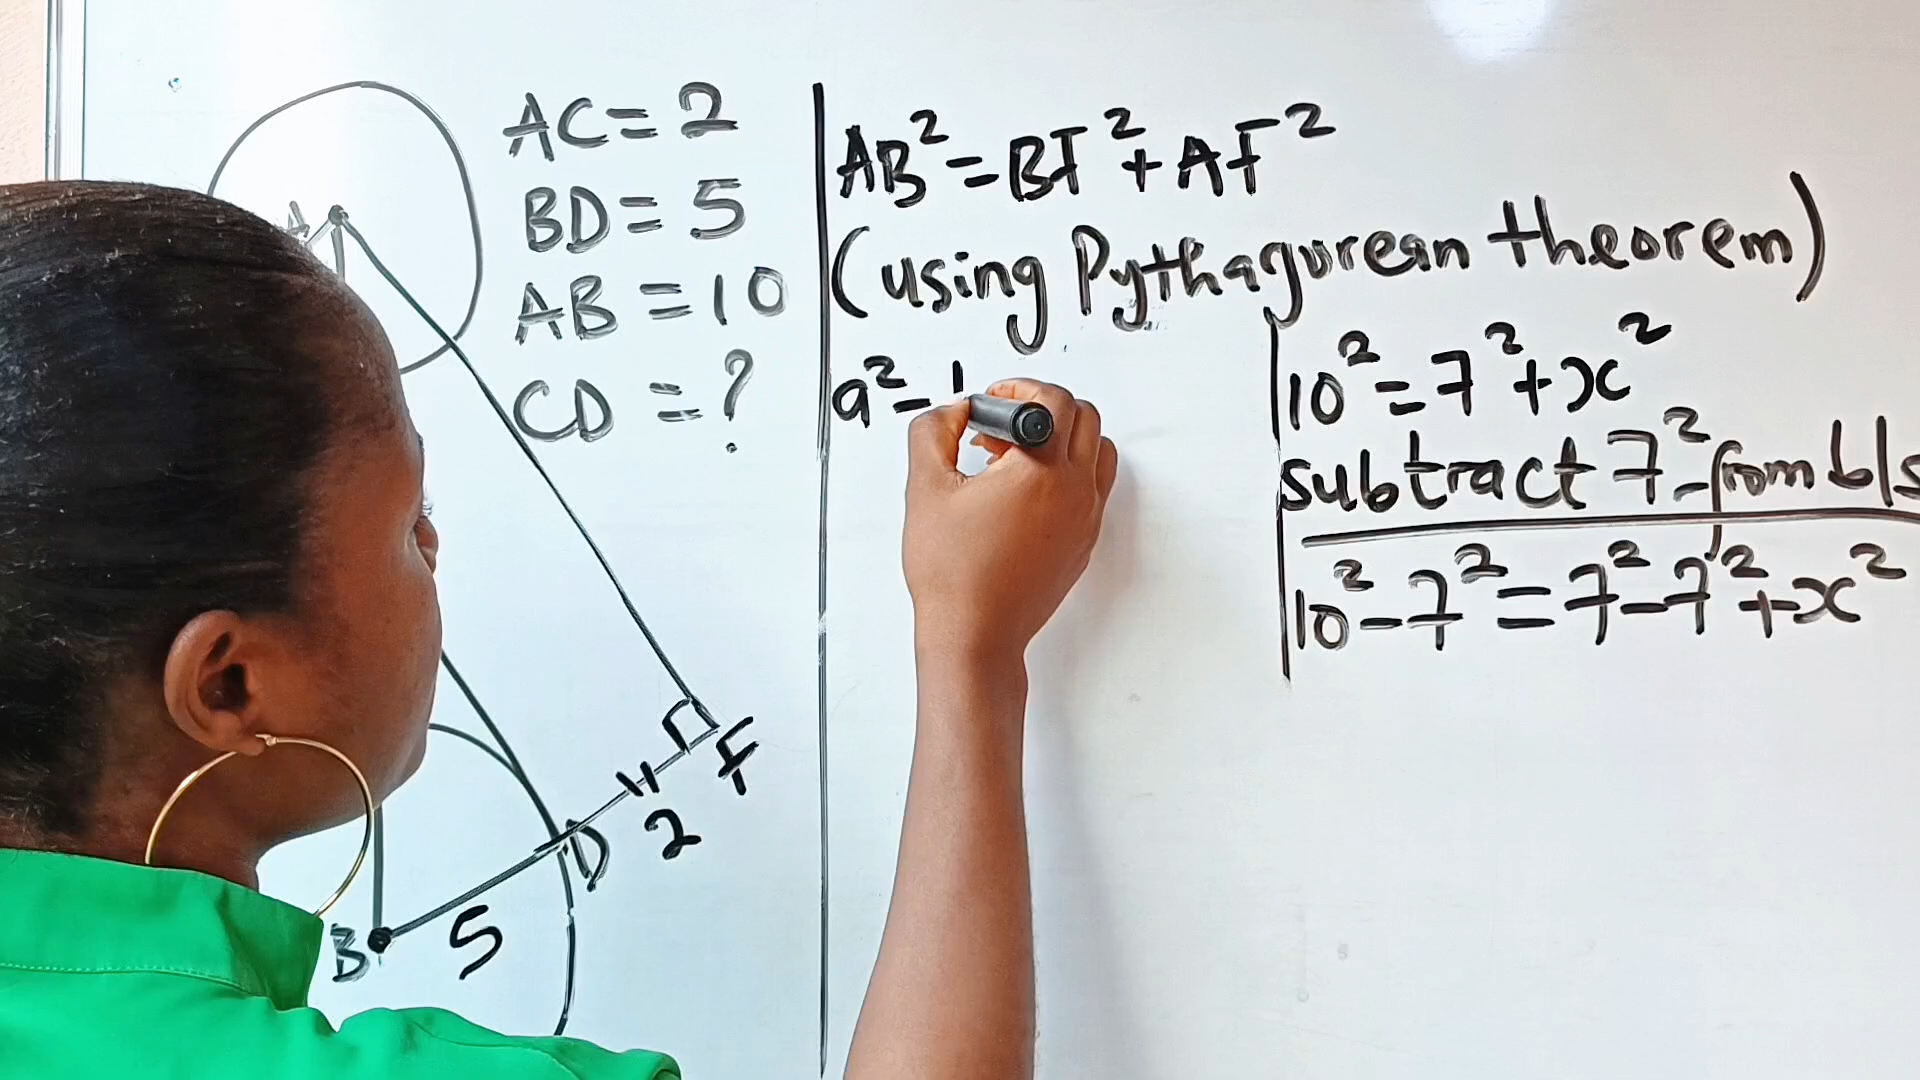 AC = 2
BD = 5
AB = 10
CD = ?
A
F
2
D
5
B
AB² = BF² + AF²
(using Pythagorean theorem)
a² -
10² = 7² + x²
subtract 7² from b/s
10² - 7² = 7² - 7² + x²